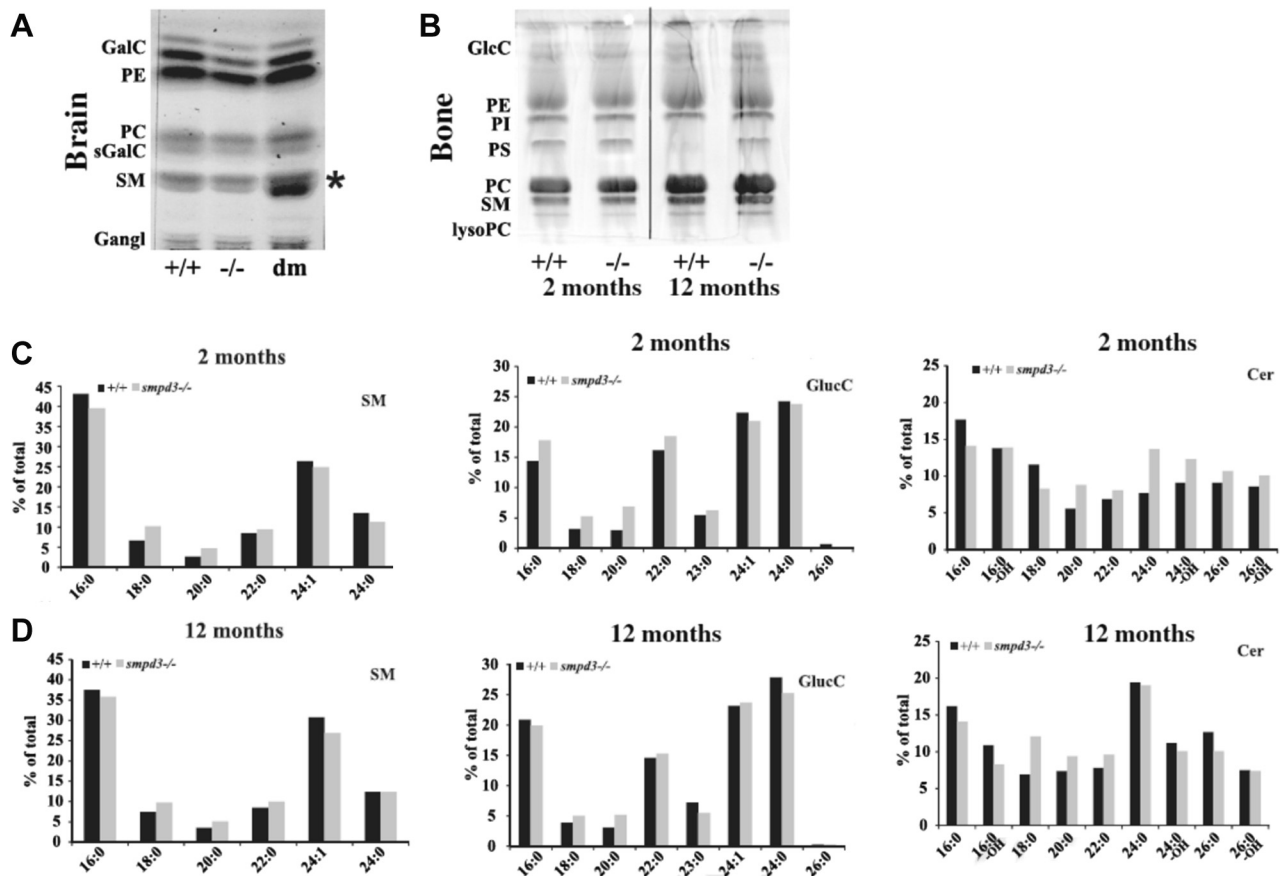 A
Brain
GalC
PE
PC
sGalC
SM
*
Gangl
+/+ -/- dm
B
Bone
GlcC
PE
PI
PS
PC
SM
lysoPC
+/+ -/- +/+ -/-
2 months 12 months
C
2 months
+/+ smpd3-/-
SM
% of total
45
40
35
30
25
20
15
10
5
0
16:0 18:0 20:0 22:0 24:1 24:0
2 months
+/+ smpd3-/-
GlucC
% of total
30
25
20
15
10
5
0
16:0 18:0 20:0 22:0 23:0 24:1 24:0 26:0
2 months
+/+ smpd3-/-
Cer
% of total
25
20
15
10
5
0
16:0 16:0-OH 18:0 20:0 22:0 24:0 24:0-OH 26:0 26:0-OH
D
12 months
+/+ smpd3-/-
SM
% of total
45
40
35
30
25
20
15
10
5
0
16:0 18:0 20:0 22:0 24:1 24:0
12 months
+/+ smpd3-/-
GlucC
% of total
30
25
20
15
10
5
0
16:0 18:0 20:0 22:0 23:0 24:1 24:0 26:0
12 months
+/+ smpd3-/-
Cer
% of total
25
20
15
10
5
0
16:0 16:0-OH 18:0 20:0 22:0 24:0 24:0-OH 26:0 26:0-OH